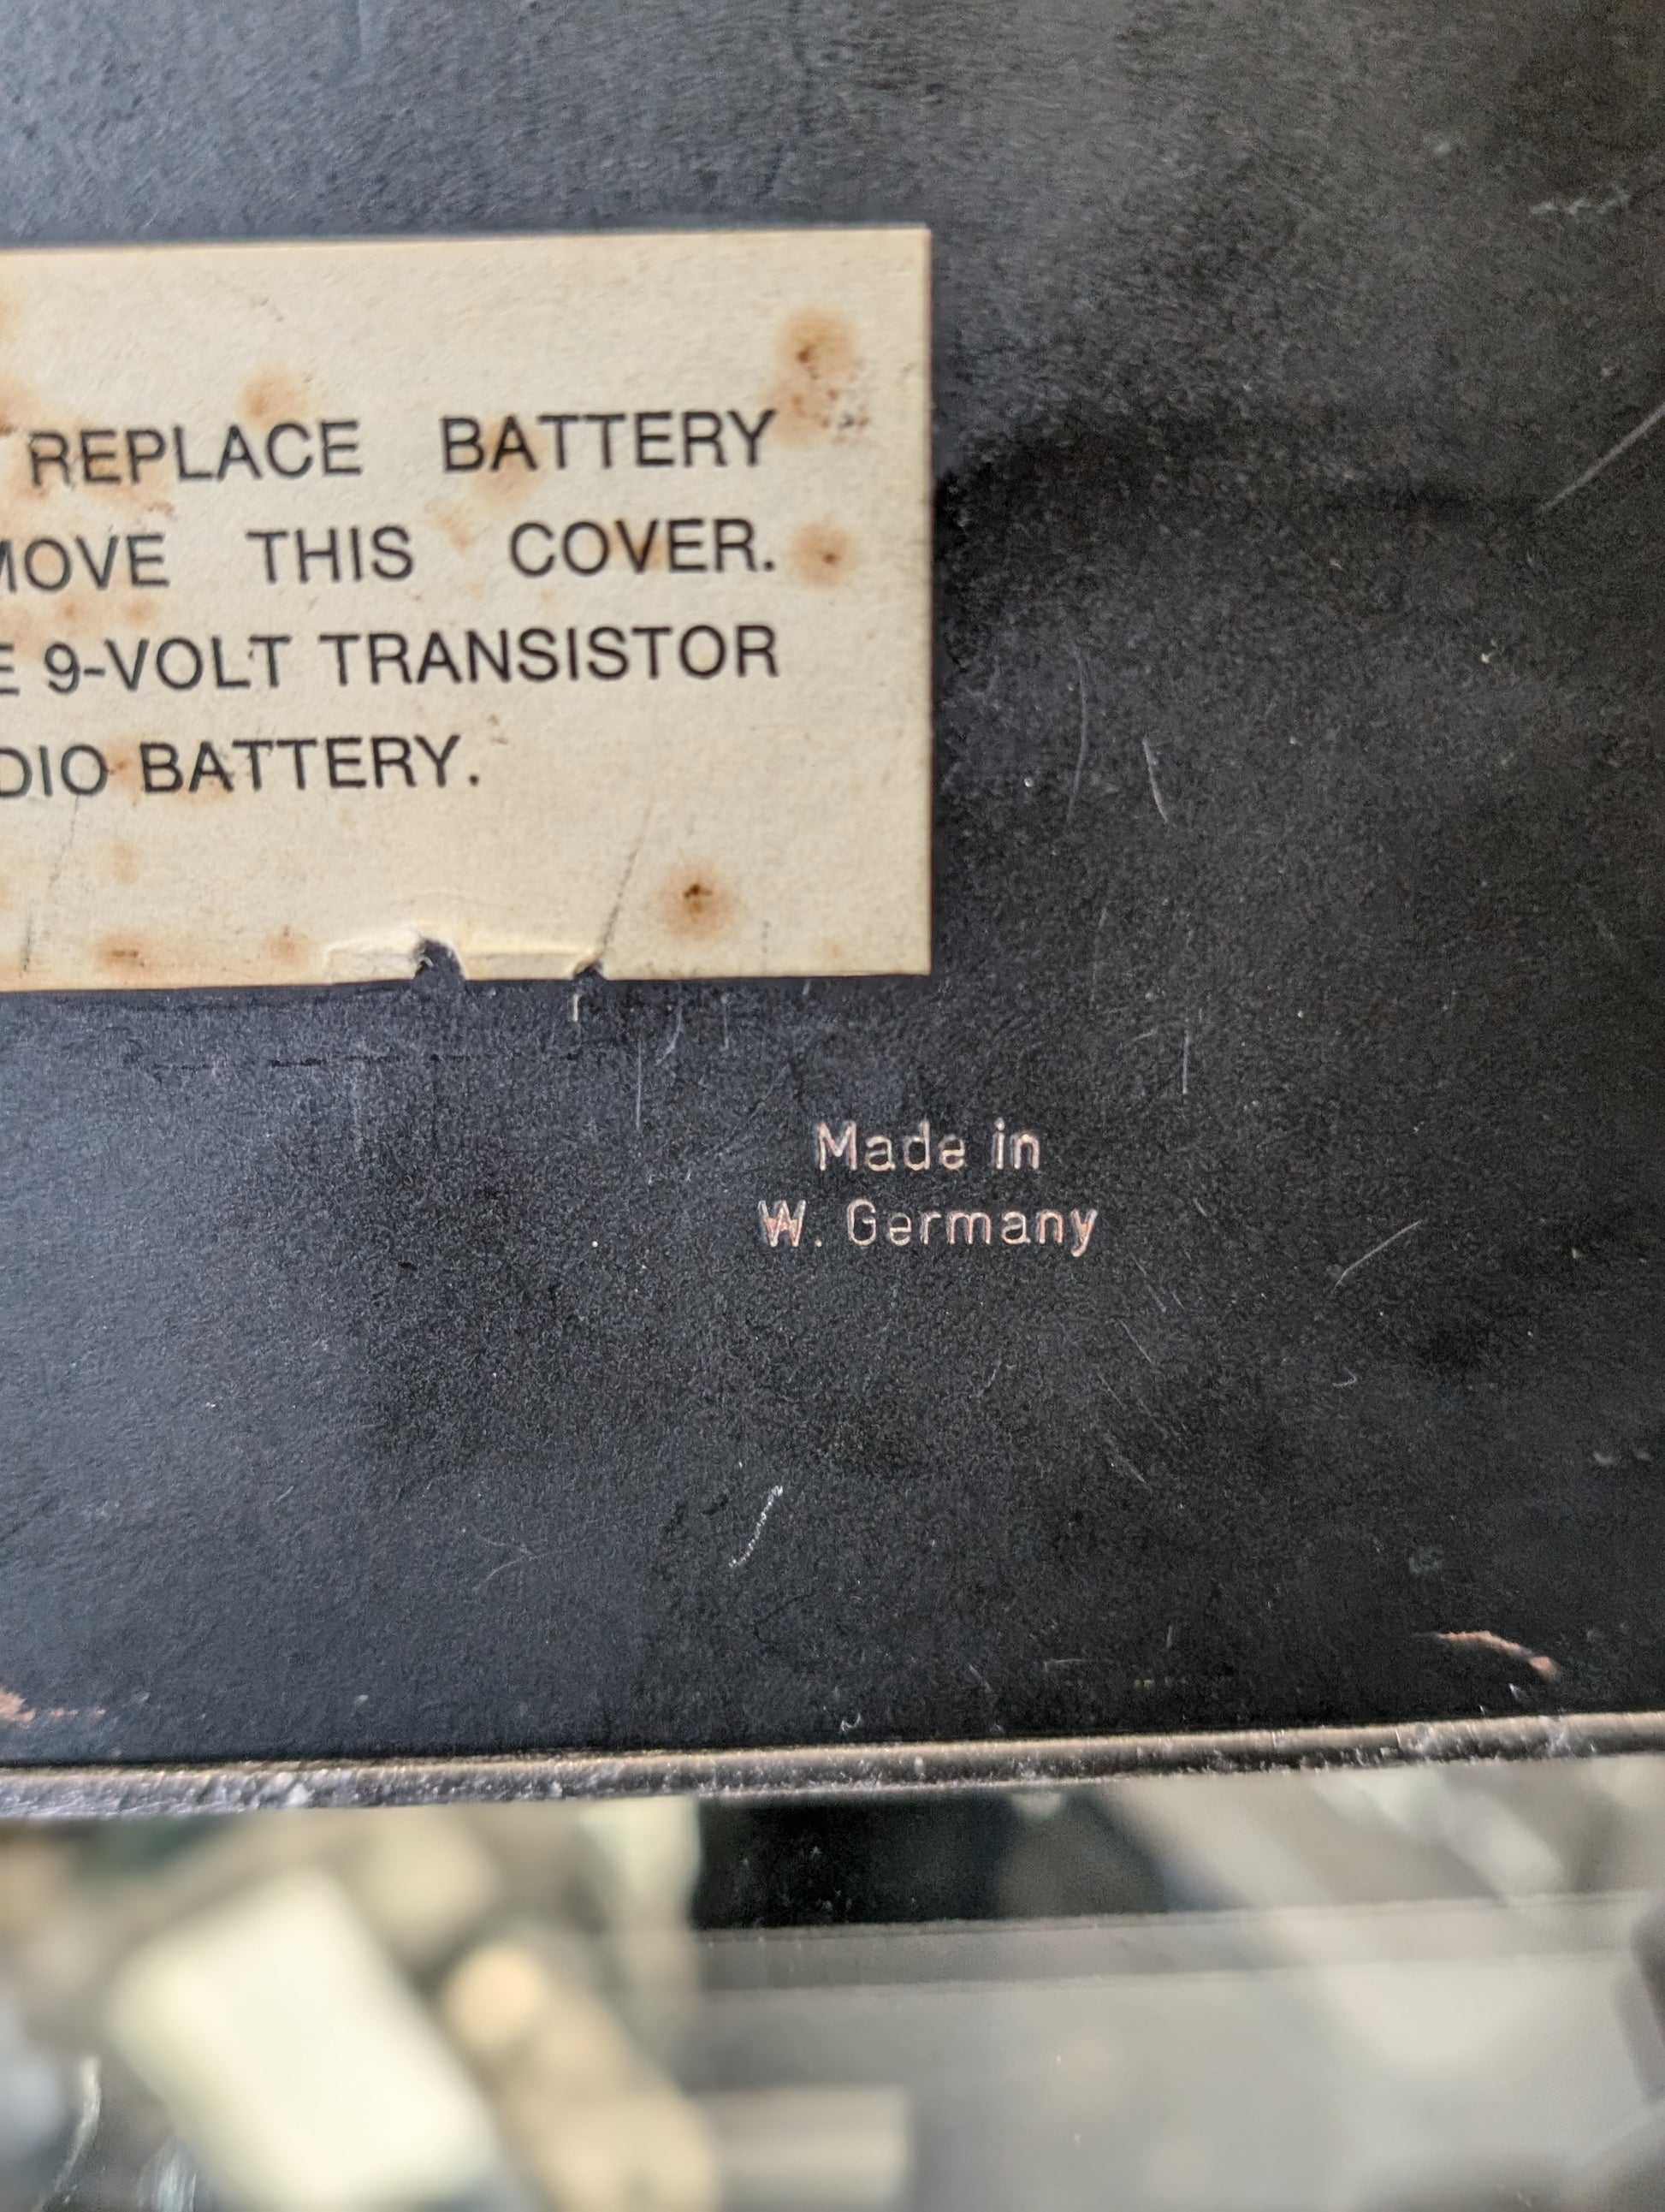 REPLACE BATTERY
MOVE THIS COVER.
E 9-VOLT TRANSISTOR
DIO BATTERY.
Made in
W. Germany